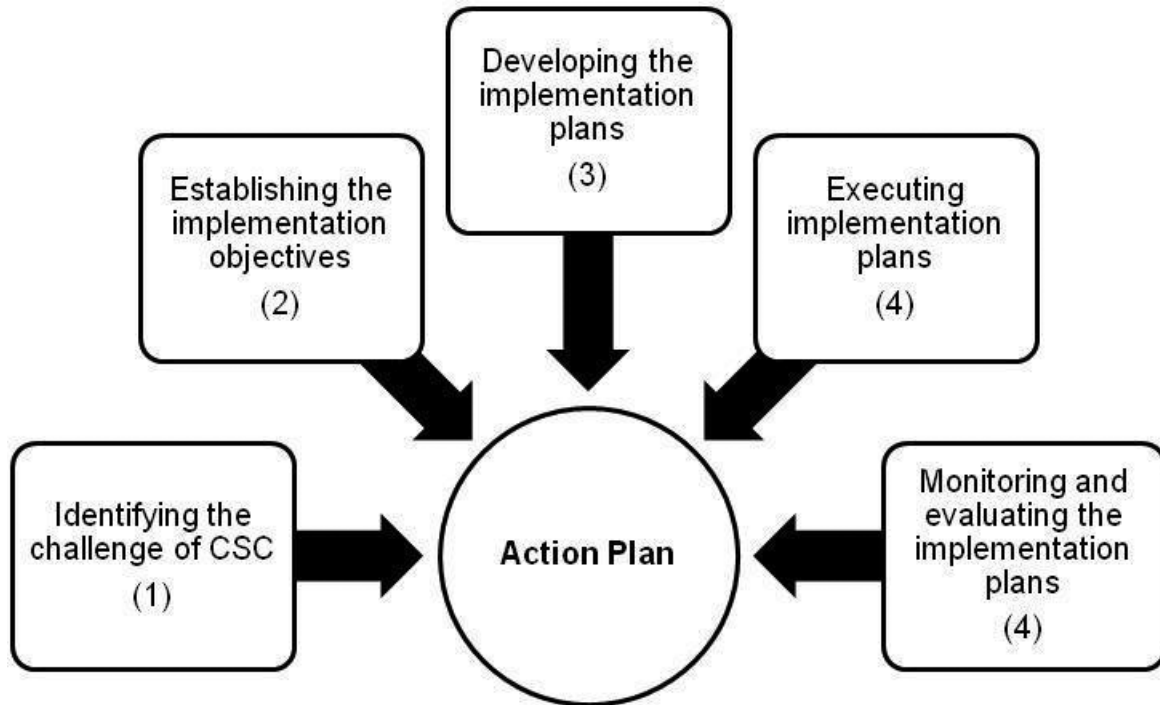 Identifying the
challenge of CSC
(1)
Establishing the
implementation
objectives
(2)
Developing the
implementation
plans
(3)
Executing
implementation
plans
(4)
Monitoring and
evaluating the
implementation
plans
(4)
Action Plan